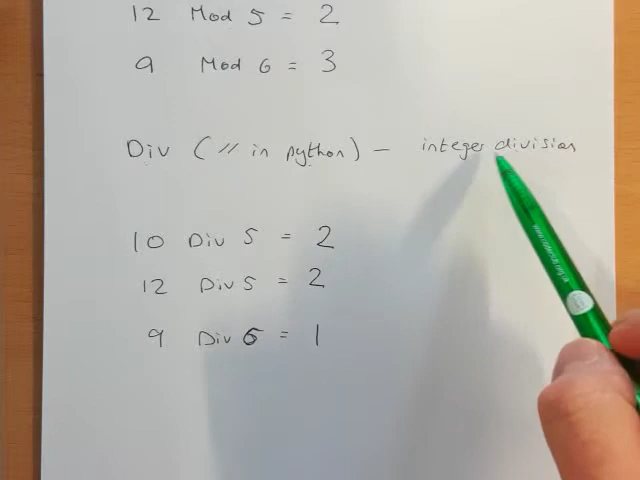 12 Mod 5 = 2
9 Mod 6 = 3
Div (// in python) - integer division
10 Div 5 = 2
12 Div 5 = 2
9 Div 6 = 1